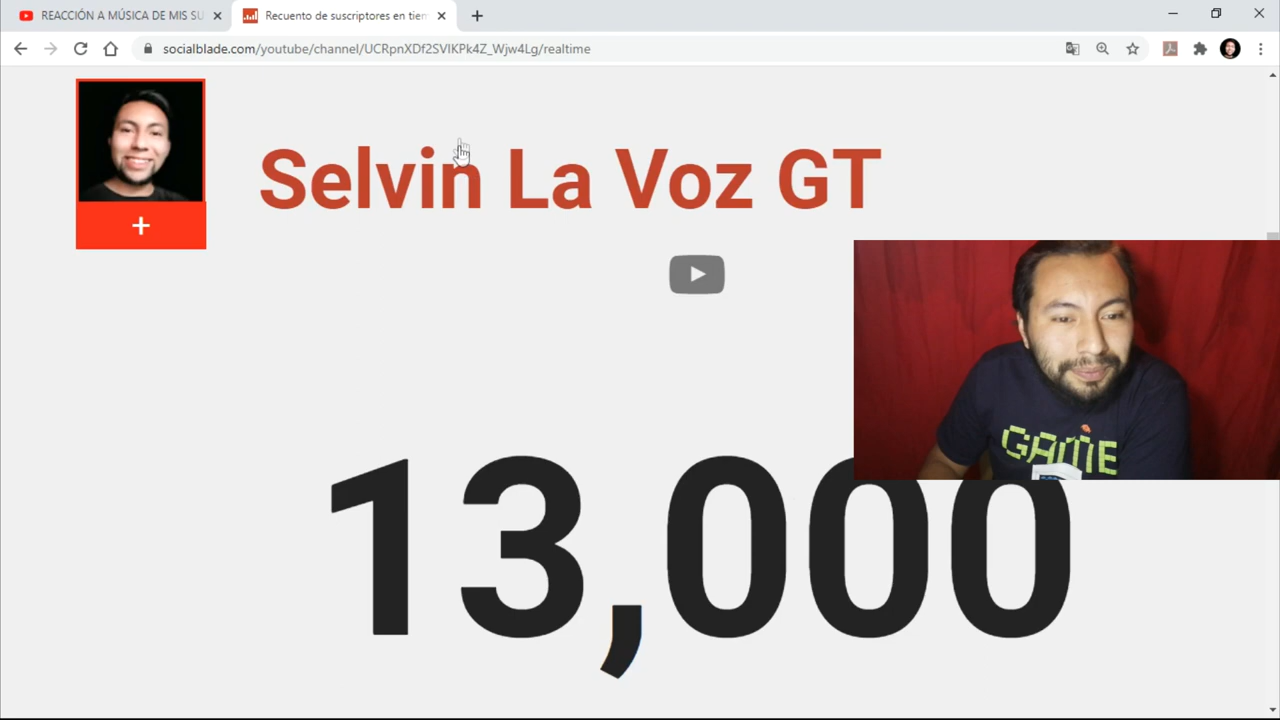 REACCIÓN A MÚSICA DE MIS SU
Recuento de suscriptores en tiem
socialblade.com/youtube/channel/UCRpnXDf2SVlKPk4Z_Wjw4Lg/realtime
Selvin La Voz GT
GAME
13,000